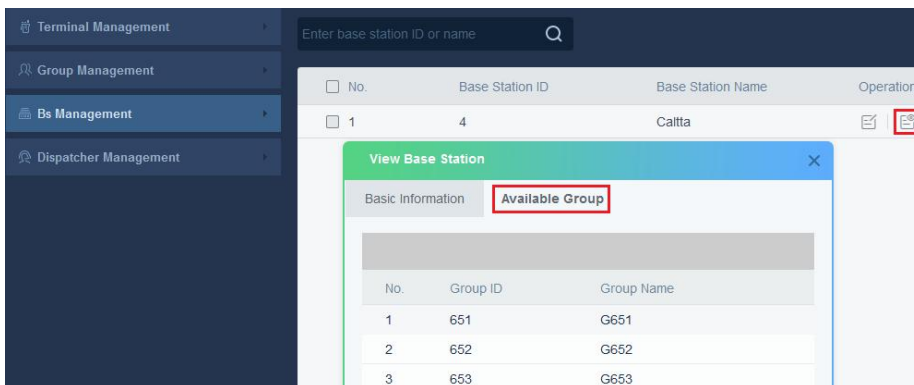 Terminal Management
Enter base station ID or name
Group Management
No. Base Station ID Base Station Name Operation
Bs Management
1 4 Caltta
Dispatcher Management
View Base Station
Basic Information Available Group
No. Group ID Group Name
1 651 G651
2 652 G652
3 653 G653